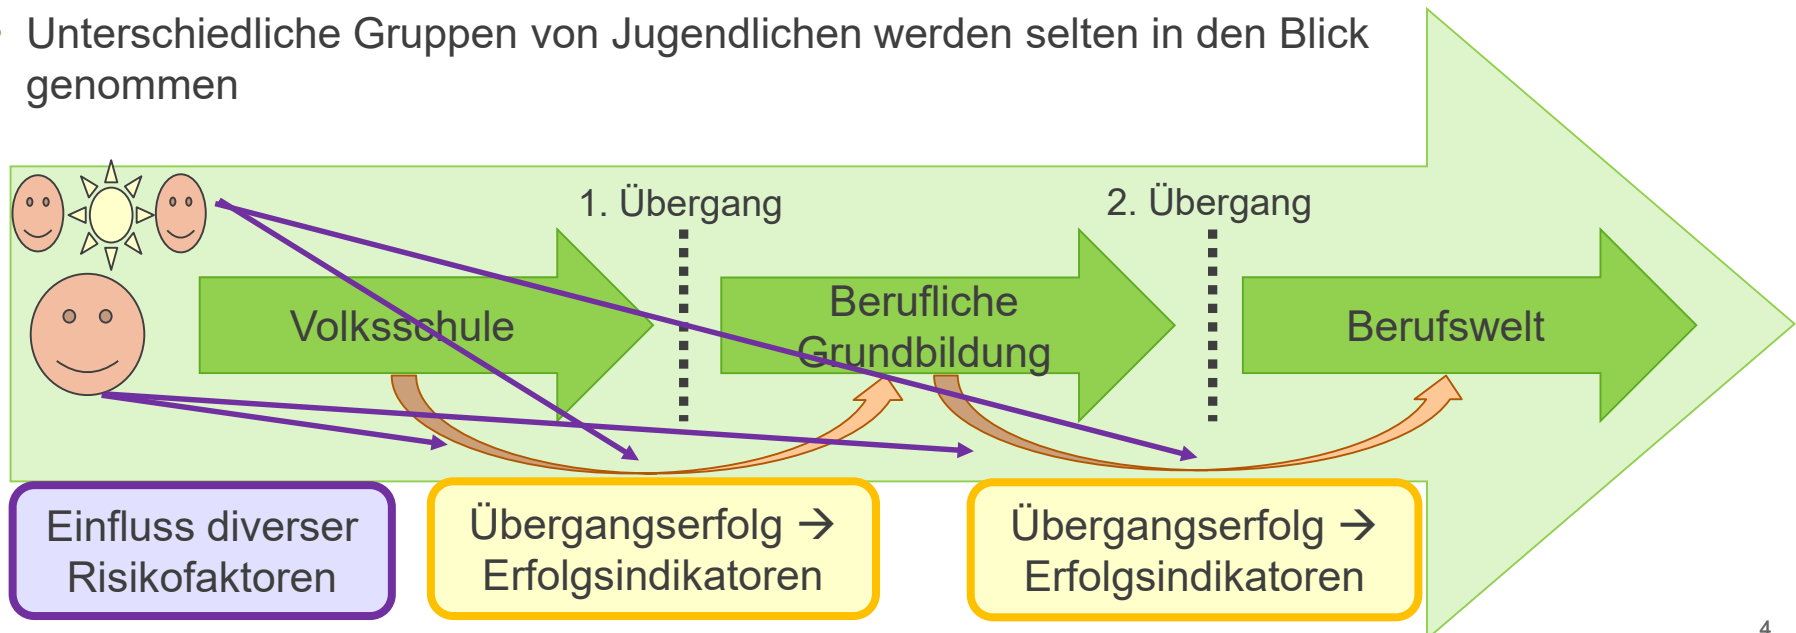 • Unterschiedliche Gruppen von Jugendlichen werden selten in den Blick
genommen
1. Übergang
2. Übergang
Volksschule
Berufliche
Grundbildung
Berufswelt
Einfluss diverser
Risikofaktoren
Übergangserfolg →
Erfolgsindikatoren
Übergangserfolg →
Erfolgsindikatoren
4